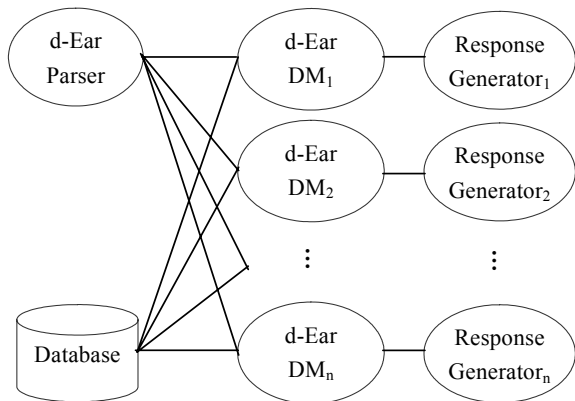 d-Ear
Parser
d-Ear
DM₁
Response
Generator₁
d-Ear
DM₂
Response
Generator₂
⋮
⋮
Database
d-Ear
DMₙ
Response
Generatorₙ